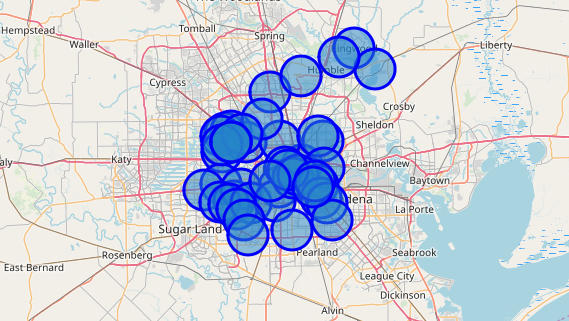 Hempstead
Tomball
Spring
Waller
Liberty
Humble
Cypress
Crosby
Sheldon
Katy
Channelview
Baytown
dena
La Porte
Sugar Land
Rosenberg
Pearland
Seabrook
East Bernard
League City
Dickinson
Alvin